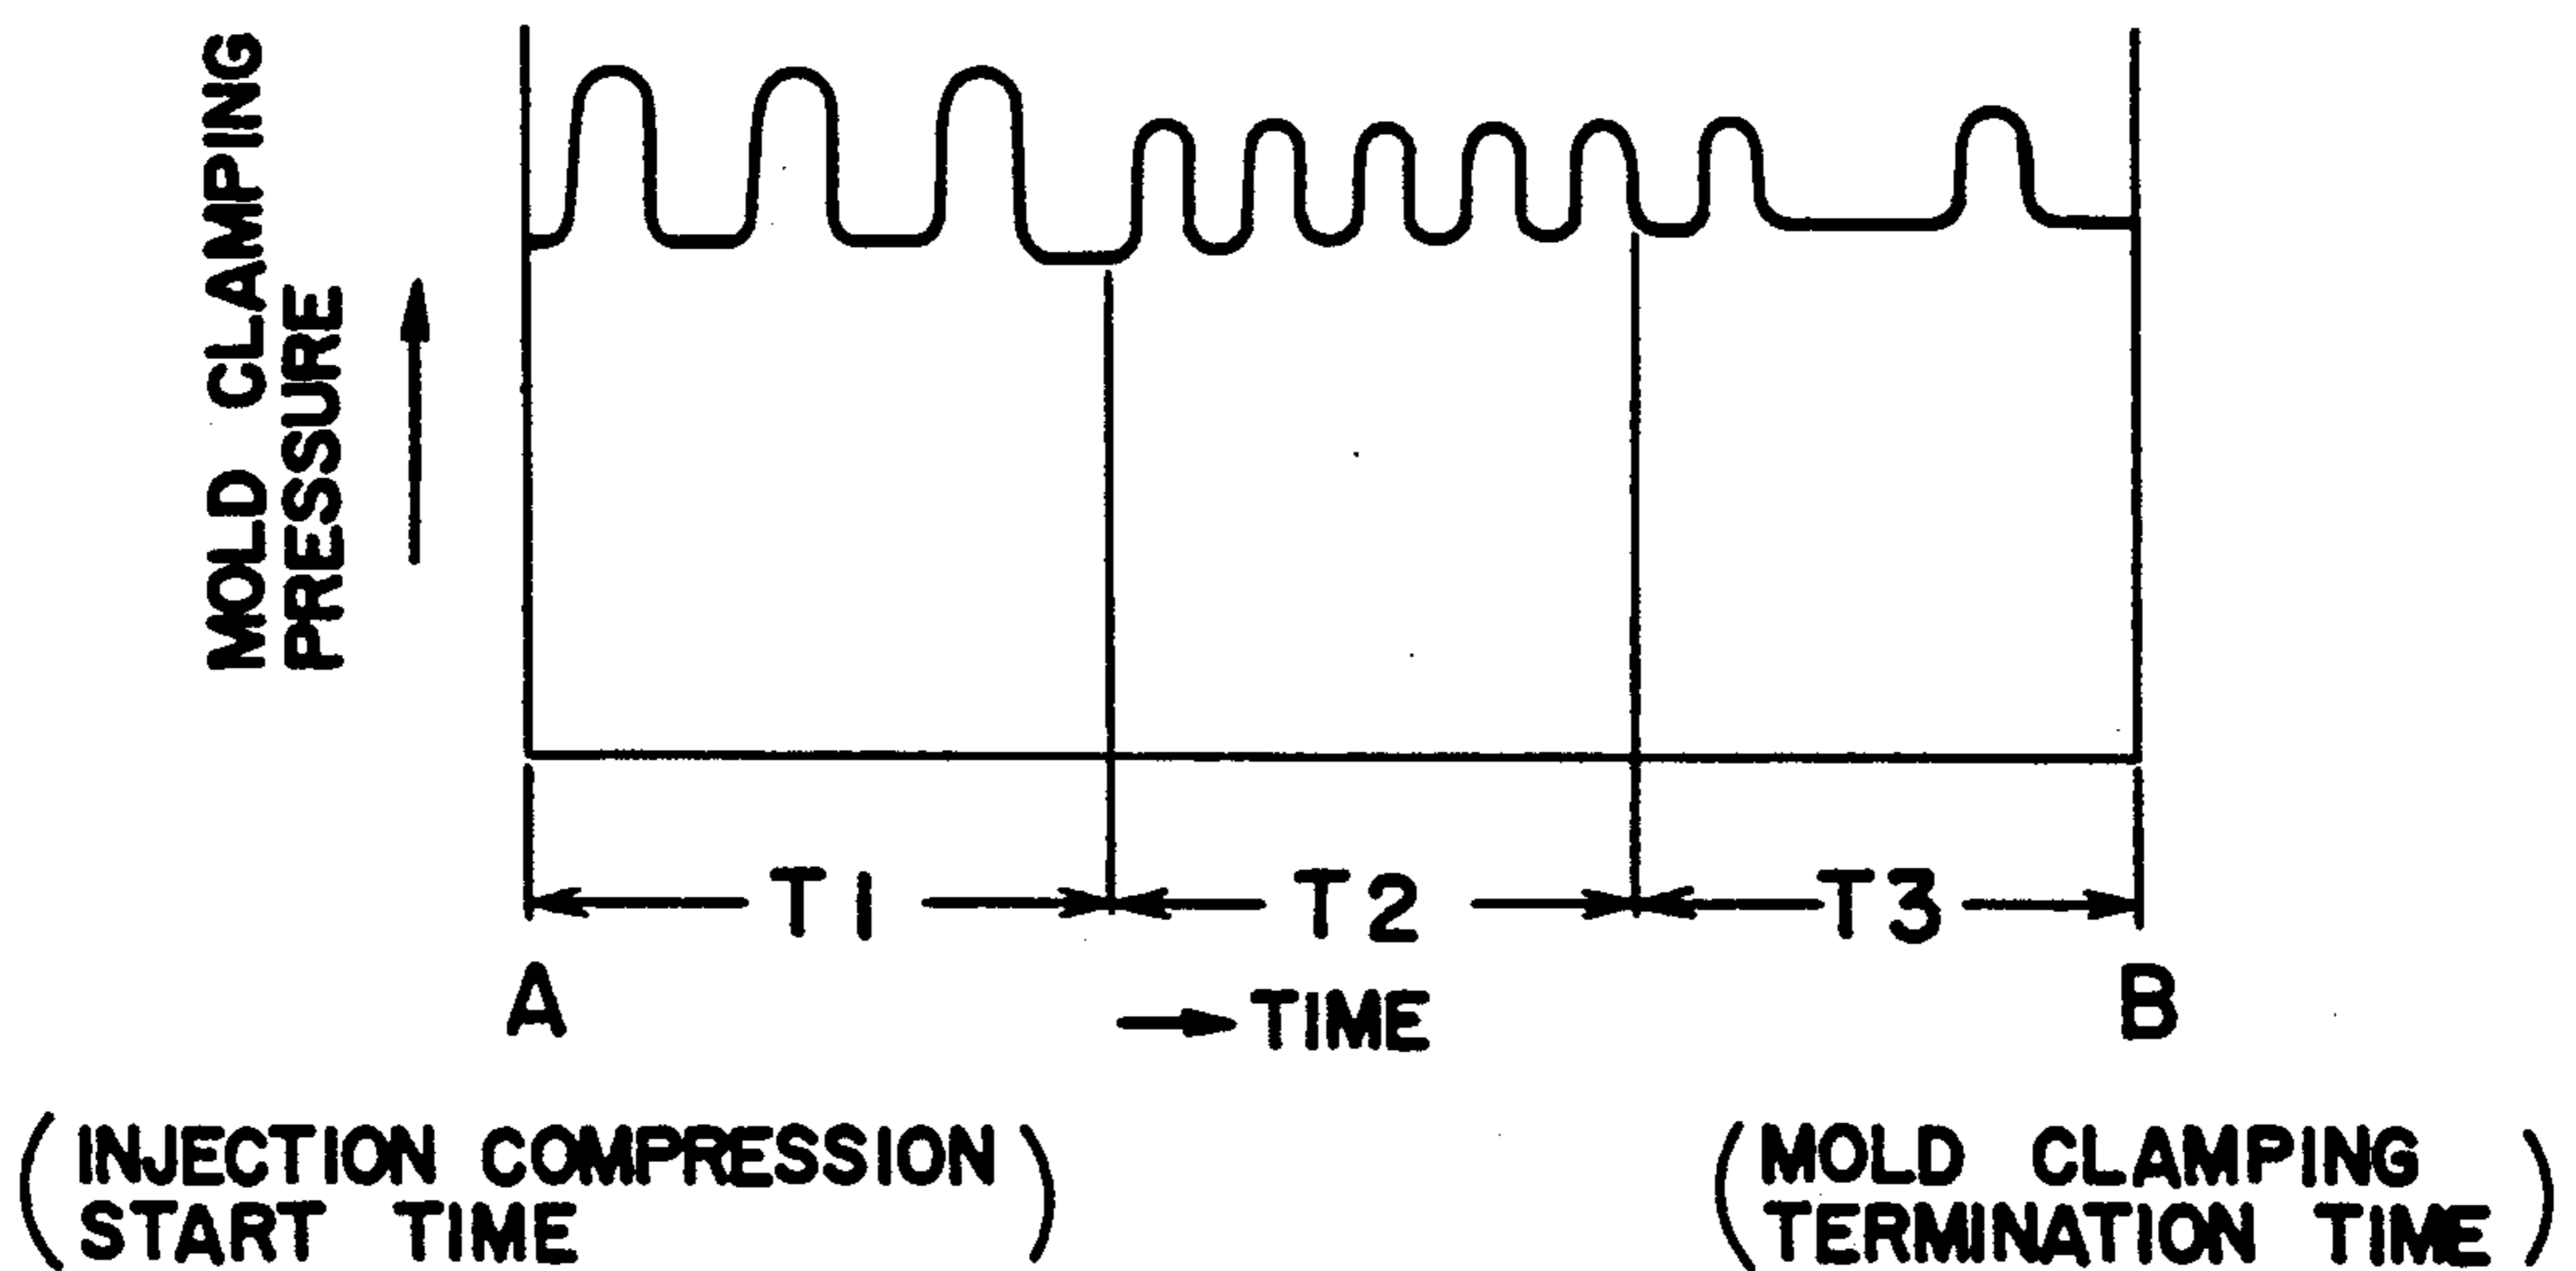 MOLD CLAMPING
PRESSURE
T1
T2
T3
A
→ TIME
B
(INJECTION COMPRESSION
START TIME)
(MOLD CLAMPING
TERMINATION TIME)